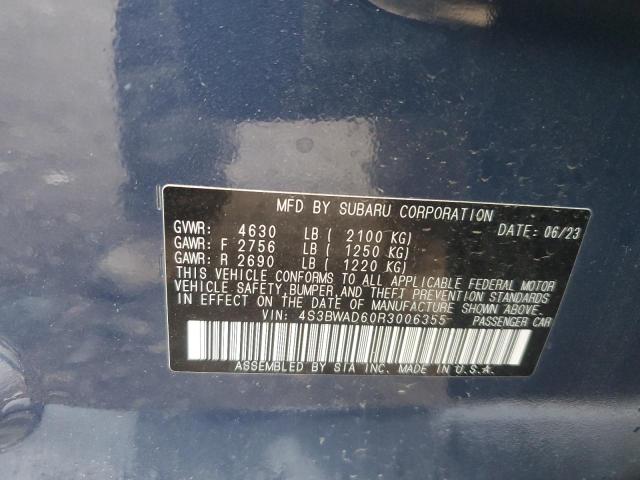 MFD BY SUBARU CORPORATION DATE: 06/23
GVWR: 4630 LB ( 2100 KG)
GAWR: F 2756 LB ( 1250 KG)
GAWR: R 2690 LB ( 1220 KG)
THIS VEHICLE CONFORMS TO ALL APPLICABLE FEDERAL MOTOR
VEHICLE SAFETY, BUMPER, AND THEFT PREVENTION STANDARDS
IN EFFECT ON THE DATE OF MANUFACTURE SHOWN ABOVE.
VIN: 4S3BWAD60R3006355 PASSENGER CAR
ASSEMBLED BY SIA INC. MADE IN U.S.A.